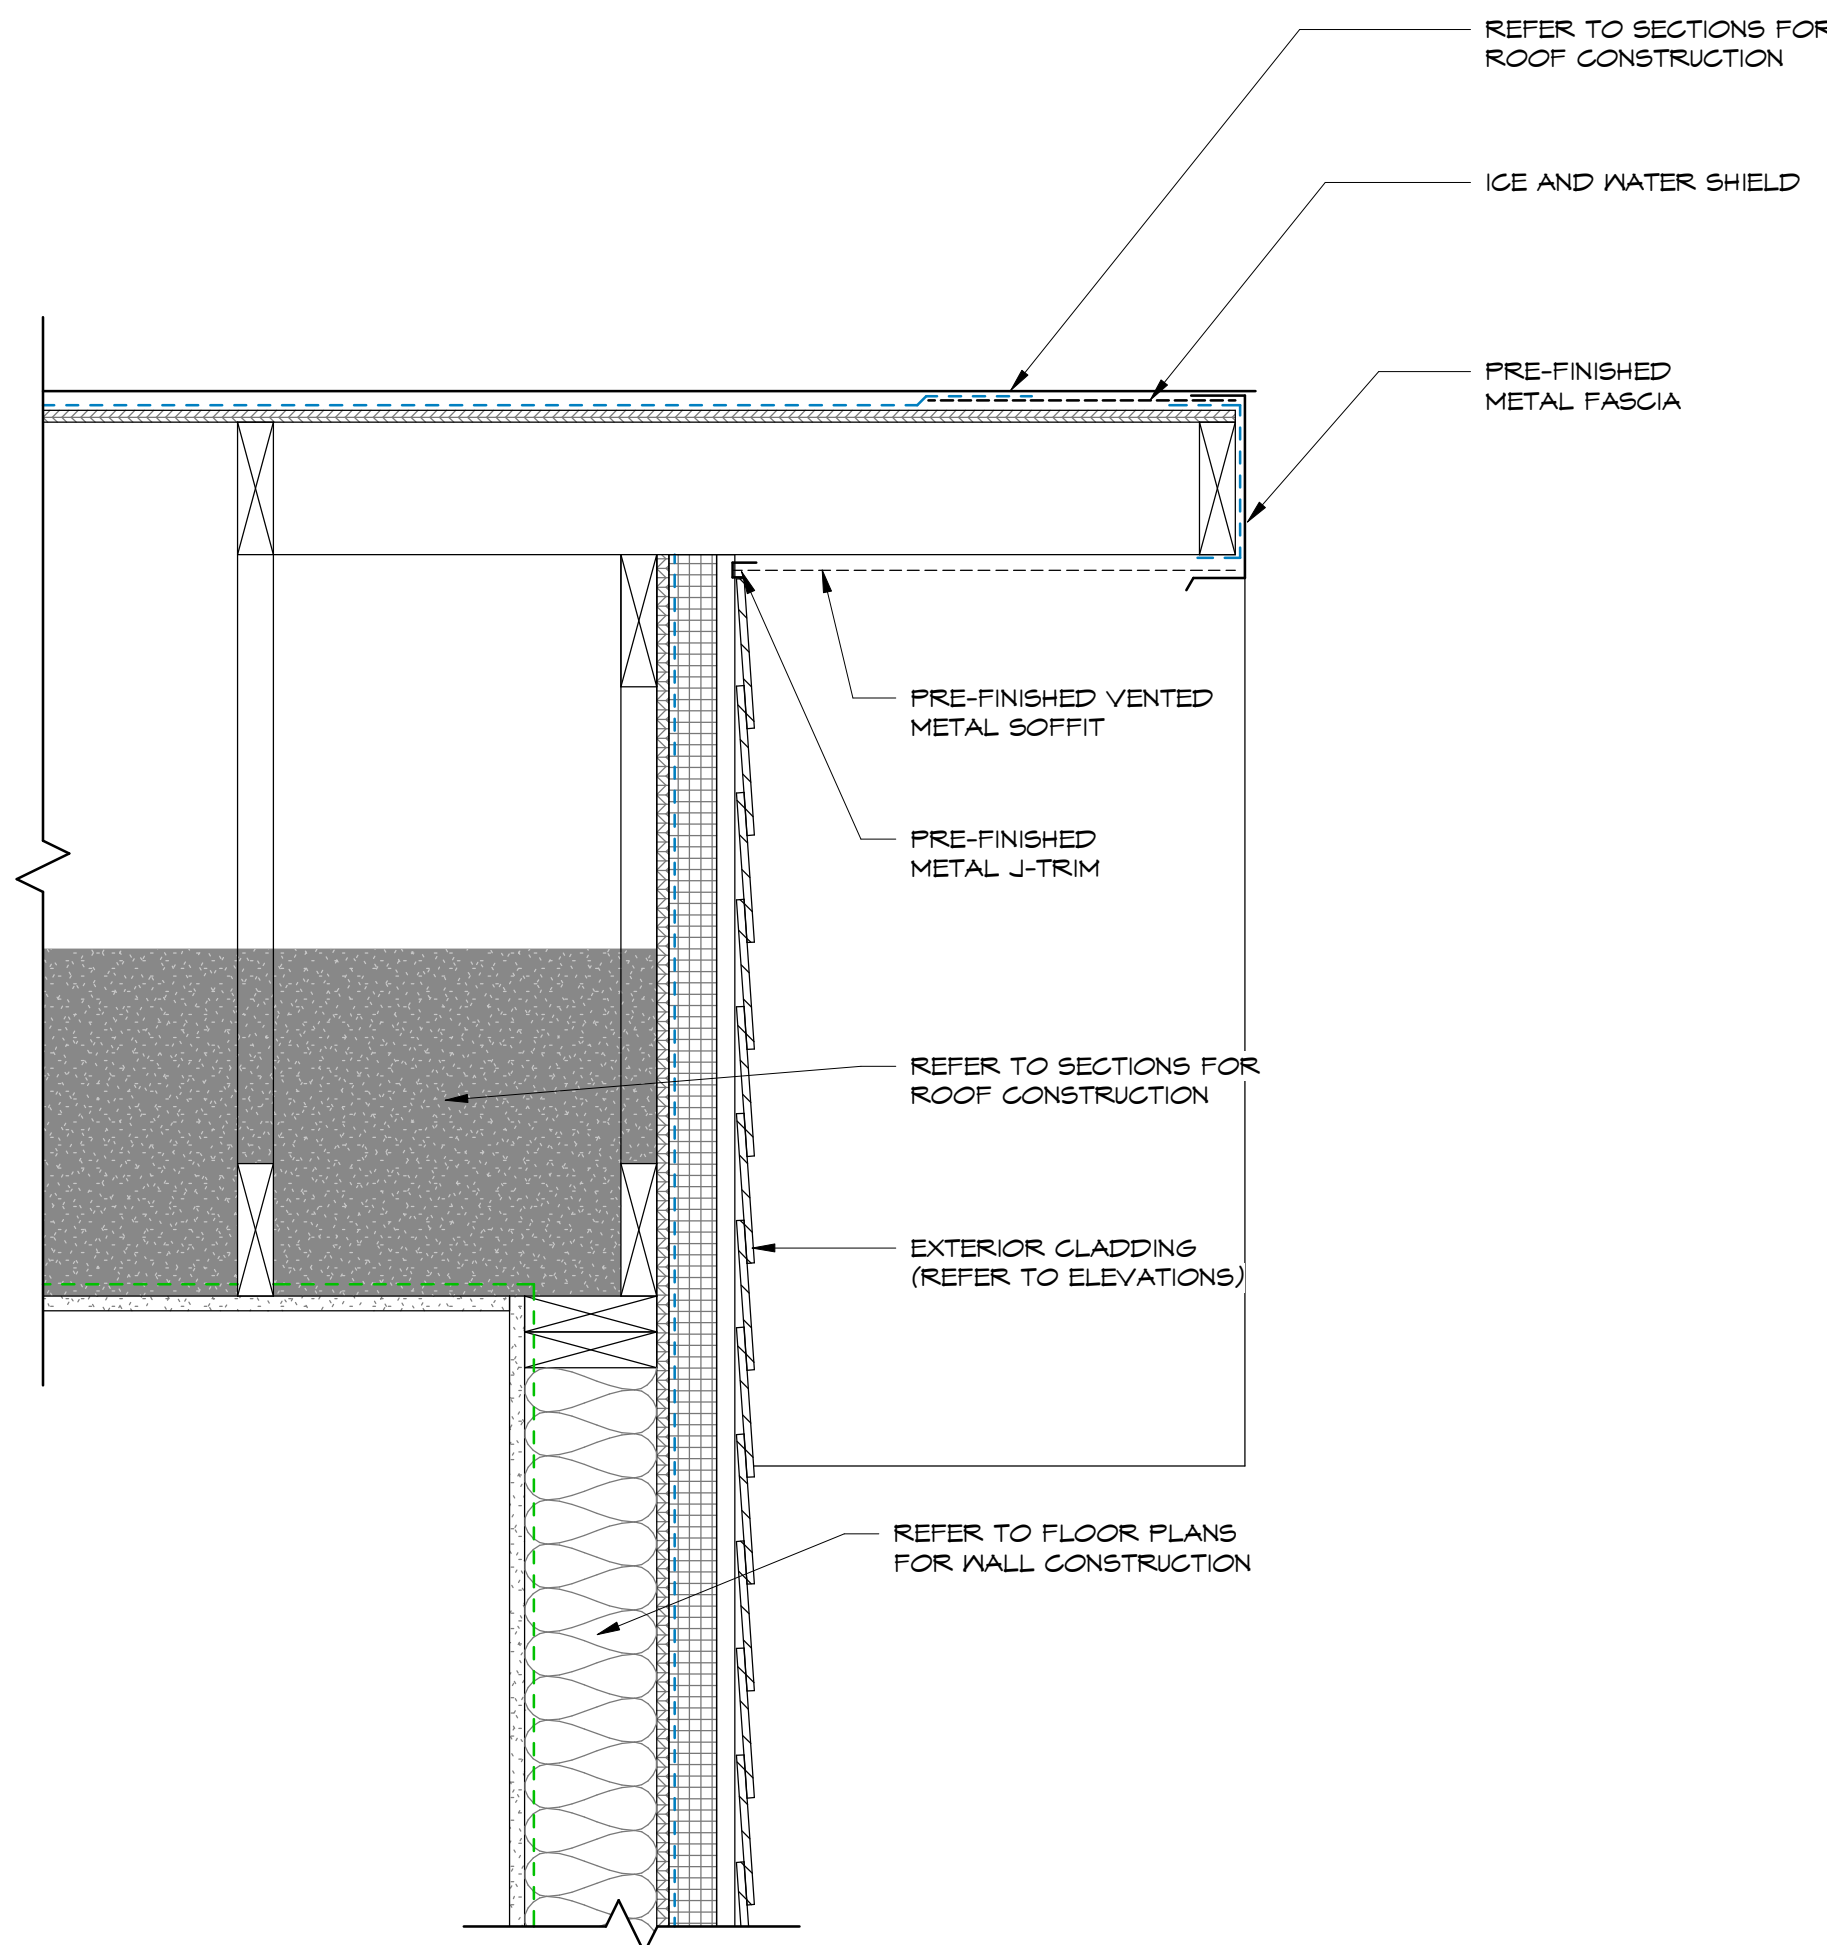 REFER TO SECTIONS FOR
ROOF CONSTRUCTION
ICE AND WATER SHIELD
PRE-FINISHED
METAL FASCIA
PRE-FINISHED VENTED
METAL SOFFIT
PRE-FINISHED
METAL J-TRIM
REFER TO SECTIONS FOR
ROOF CONSTRUCTION
EXTERIOR CLADDING
(REFER TO ELEVATIONS)
REFER TO FLOOR PLANS
FOR WALL CONSTRUCTION